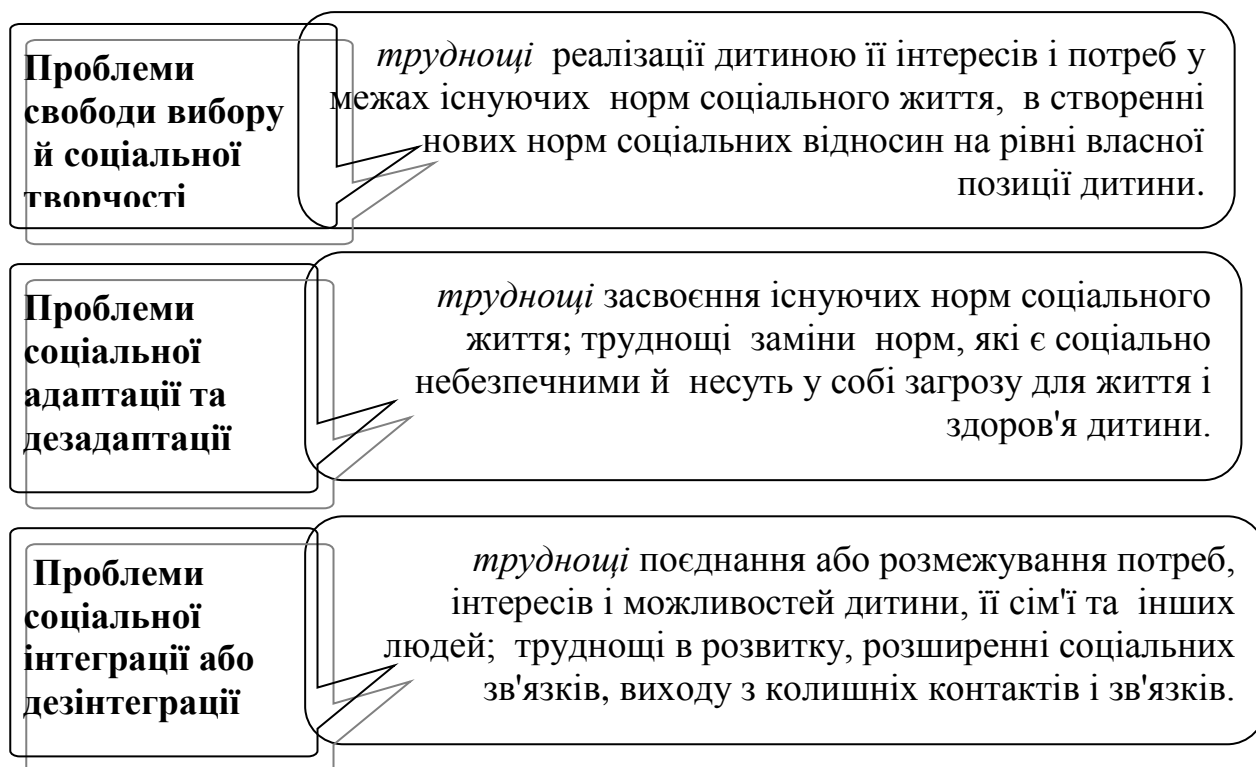 Проблеми
свободи вибору
й соціальної
творчості
труднощі реалізації дитиною її інтересів і потреб у
межах існуючих норм соціального життя, в створенні
нових норм соціальних відносин на рівні власної
позиції дитини.
Проблеми
соціальної
адаптації та
дезадаптації
труднощі засвоєння існуючих норм соціального
життя; труднощі заміни норм, які є соціально
небезпечними й несуть у собі загрозу для життя і
здоров'я дитини.
Проблеми
соціальної
інтеграції або
дезінтеграції
труднощі поєднання або розмежування потреб,
інтересів і можливостей дитини, її сім'ї та інших
людей; труднощі в розвитку, розширенні соціальних
зв'язків, виходу з колишніх контактів і зв'язків.